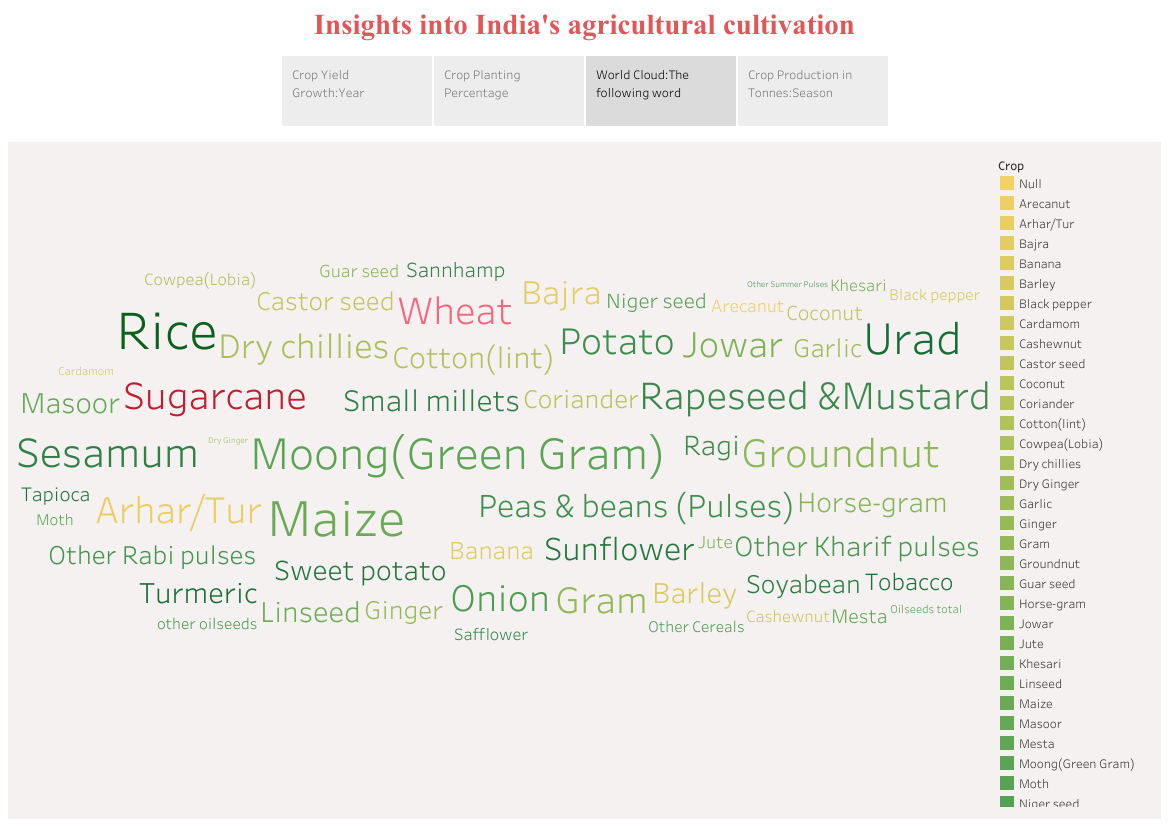 Insights into India's agricultural cultivation
Crop Yield
Growth:Year
Crop Planting
Percentage
World Cloud:The
following word
Crop Production in
Tonnes:Season
Cowpea(Lobia)
Guar seed
Sannhamp
Castor seed
Wheat
Bajra
Niger seed
Other Summer Pulses
Khesari
Arecanut
Black pepper
Coconut
Rice
Dry chillies
Cotton(lint)
Potato
Jowar
Garlic
Urad
Cardamom
Masoor
Sugarcane
Small millets
Coriander
Rapeseed &Mustard
Sesamum
Dry Ginger
Moong(Green Gram)
Ragi
Groundnut
Tapioca
Moth
Arhar/Tur
Maize
Peas & beans (Pulses)
Horse-gram
Other Rabi pulses
Banana
Sunflower
Jute
Other Kharif pulses
Sweet potato
Turmeric
Linseed
Ginger
Onion
Gram
Barley
Soyabean
Tobacco
other oilseeds
Safflower
Other Cereals
Cashewnut
Mesta
Oilseeds total
Crop
Null
Arecanut
Arhar/Tur
Bajra
Banana
Barley
Black pepper
Cardamom
Cashewnut
Castor seed
Coconut
Coriander
Cotton(lint)
Cowpea(Lobia)
Dry chillies
Dry Ginger
Garlic
Ginger
Gram
Groundnut
Guar seed
Horse-gram
Jowar
Jute
Khesari
Linseed
Maize
Masoor
Mesta
Moong(Green Gram)
Moth
Niger seed